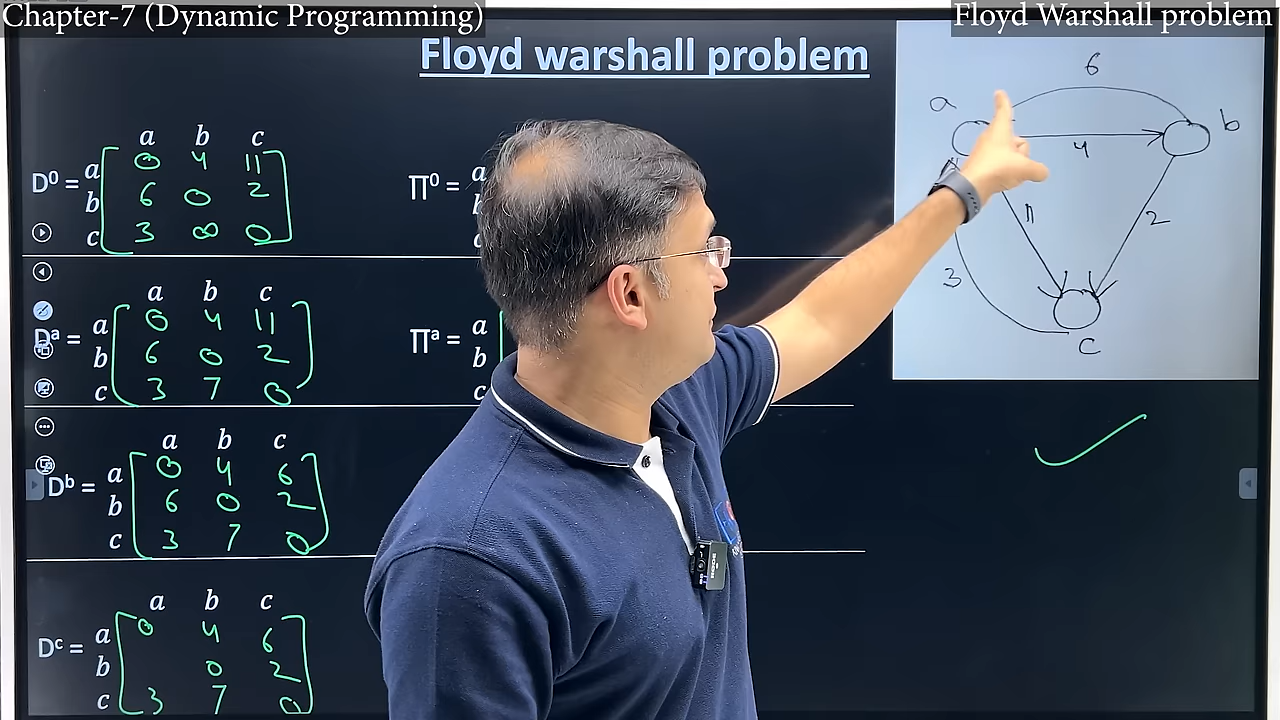 Chapter-7 (Dynamic Programming)
Floyd Warshall problem
Floyd warshall problem
a b c
D⁰ = a 0 4 11
b 6 0 2
c 3 ∞ 0
∏⁰ = a
a b c
Dᵃ = a 0 4 11
b 6 0 2
c 3 7 0
∏ᵃ = a
b
c
a b c
Dᵇ = a 0 4 6
b 6 0 2
c 3 7 0
a b c
Dᶜ = a 0 4 6
b 0 2
c 3 7 0
6
a
b
4
11
2
3
c